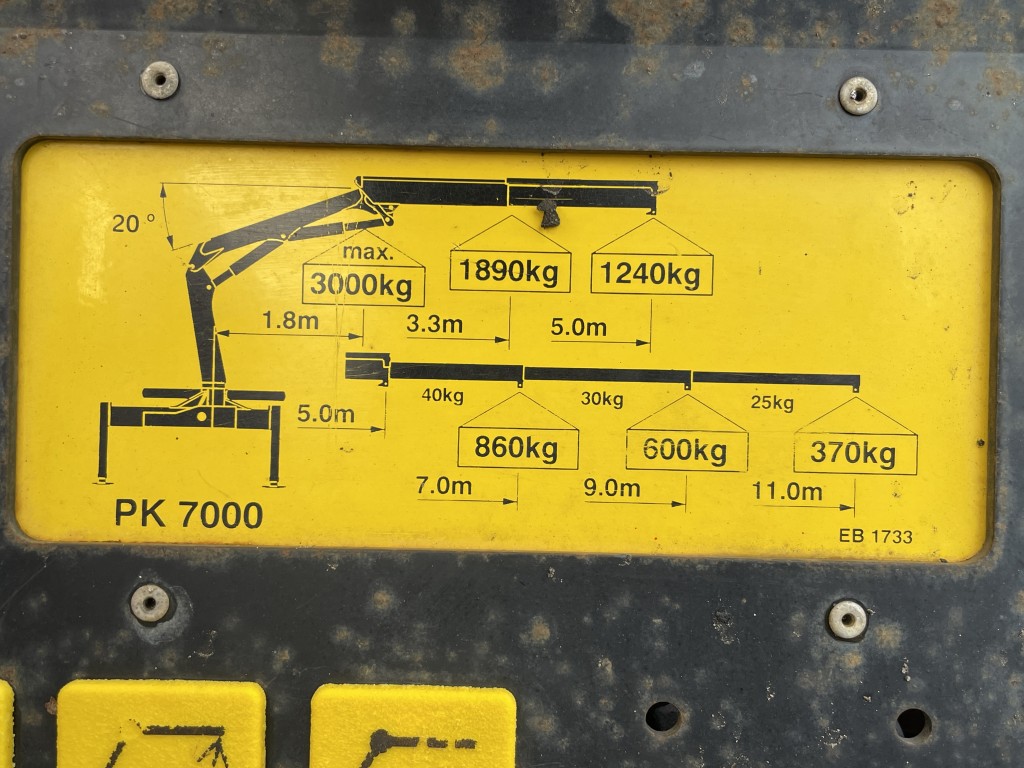 20°
max.
3000kg
1890kg
1240kg
1.8m
3.3m
5.0m
40kg
30kg
25kg
5.0m
860kg
600kg
370kg
7.0m
9.0m
11.0m
PK 7000
EB 1733